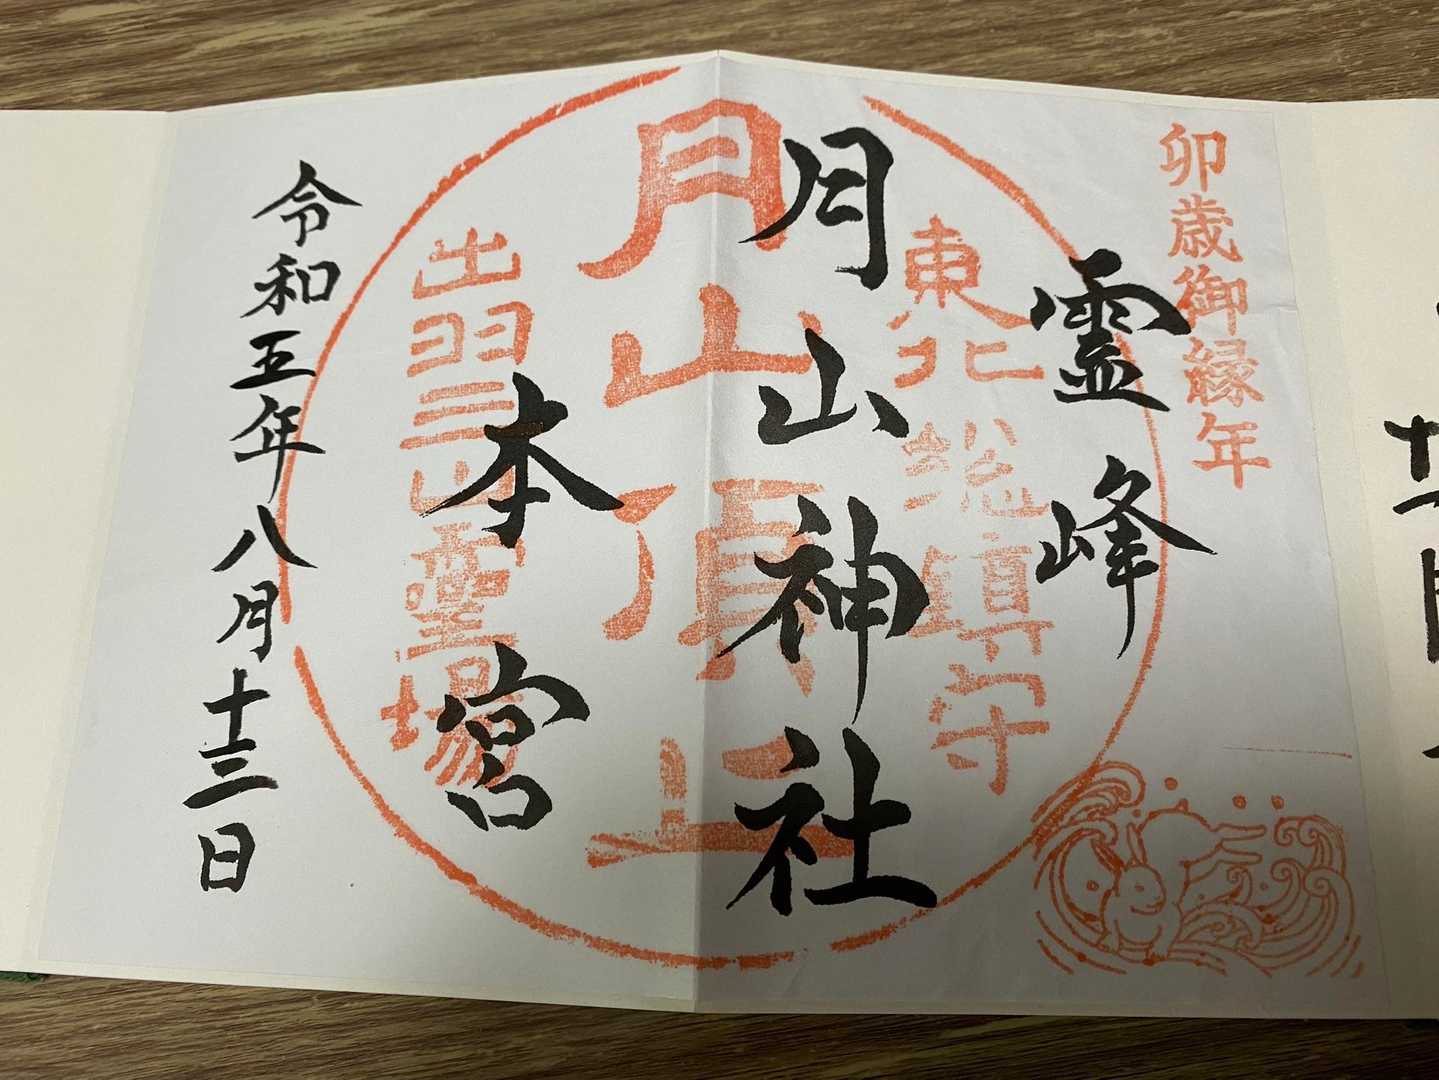 卯歳御縁年
霊峰
東北総鎮守
月山神社
月山頂上
本宮
出羽三山霊場
令和五年八月十三日